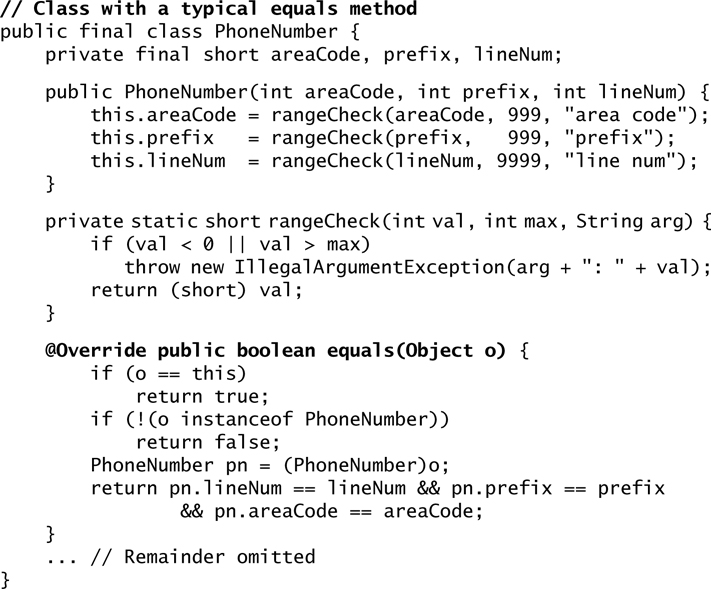 // Class with a typical equals method
public final class PhoneNumber {
    private final short areaCode, prefix, lineNum;

    public PhoneNumber(int areaCode, int prefix, int lineNum) {
        this.areaCode = rangeCheck(areaCode, 999, "area code");
        this.prefix   = rangeCheck(prefix,   999, "prefix");
        this.lineNum  = rangeCheck(lineNum, 9999, "line num");
    }

    private static short rangeCheck(int val, int max, String arg) {
        if (val < 0 || val > max)
           throw new IllegalArgumentException(arg + ": " + val);
        return (short) val;
    }

    @Override public boolean equals(Object o) {
        if (o == this)
            return true;
        if (!(o instanceof PhoneNumber))
            return false;
        PhoneNumber pn = (PhoneNumber)o;
        return pn.lineNum == lineNum && pn.prefix == prefix
                && pn.areaCode == areaCode;
    }
    ... // Remainder omitted
}